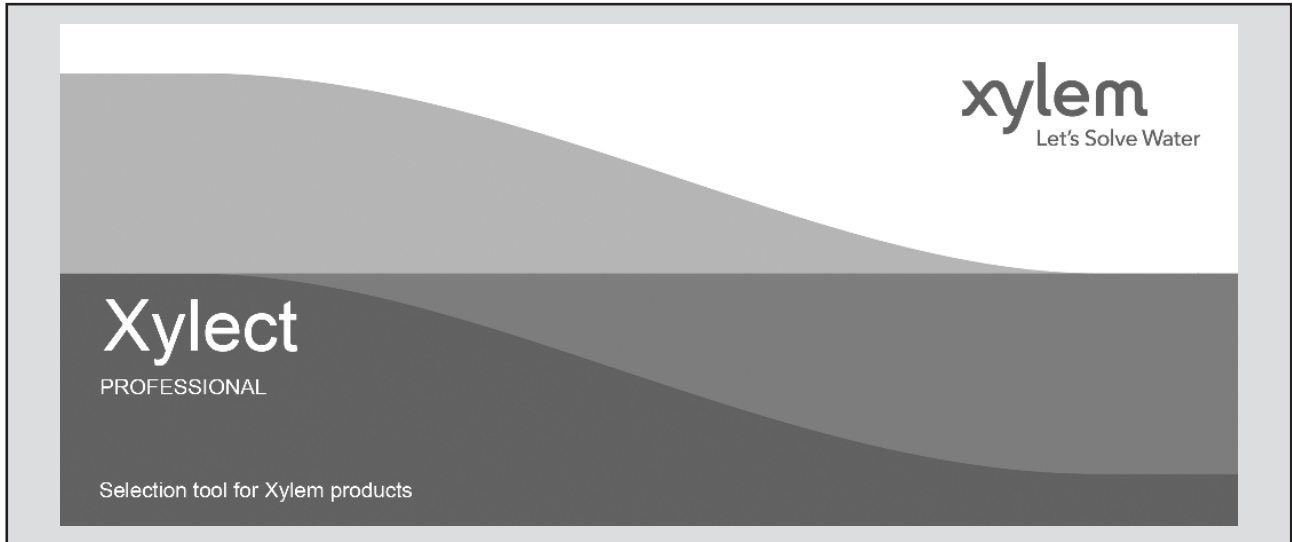 xylem
Let's Solve Water
Xylect
PROFESSIONAL
Selection tool for Xylem products